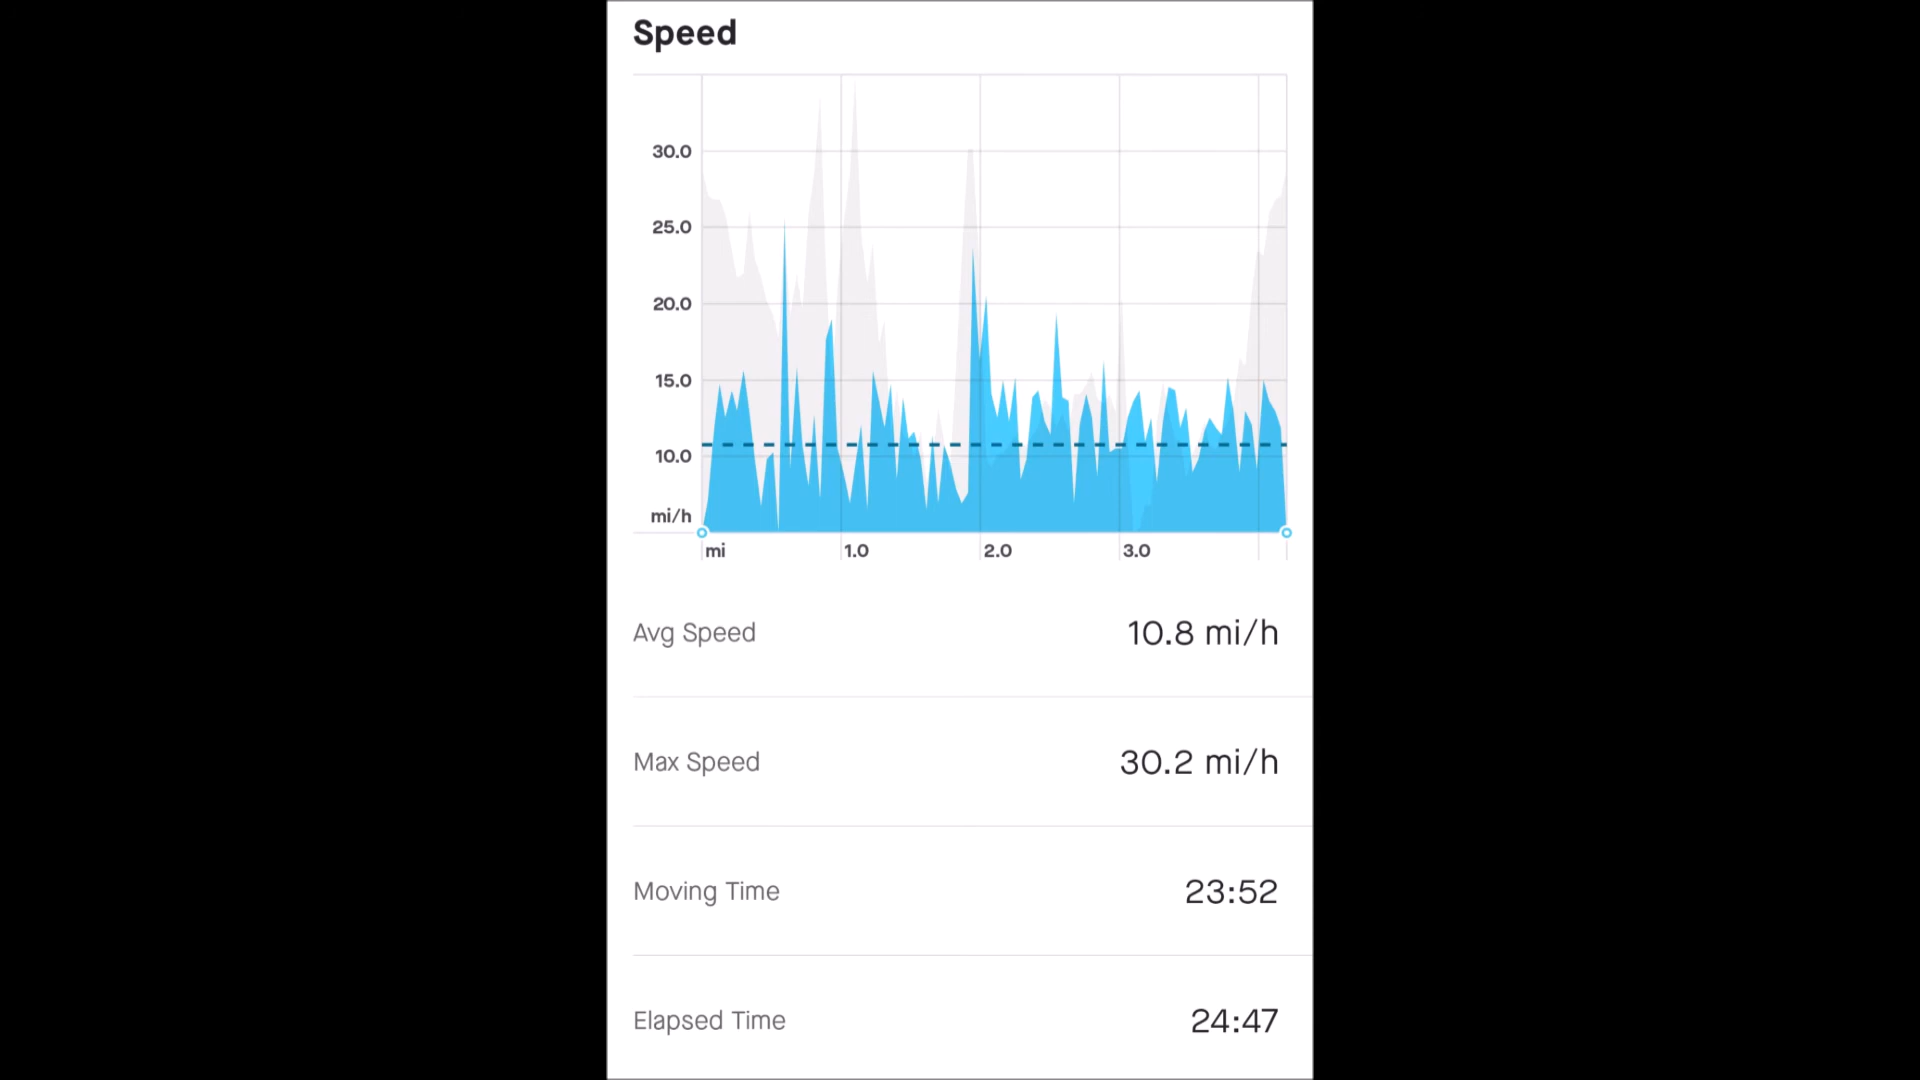 Speed
30.0
25.0
20.0
15.0
10.0
mi/h
mi 1.0 2.0 3.0
Avg Speed 10.8 mi/h
Max Speed 30.2 mi/h
Moving Time 23:52
Elapsed Time 24:47